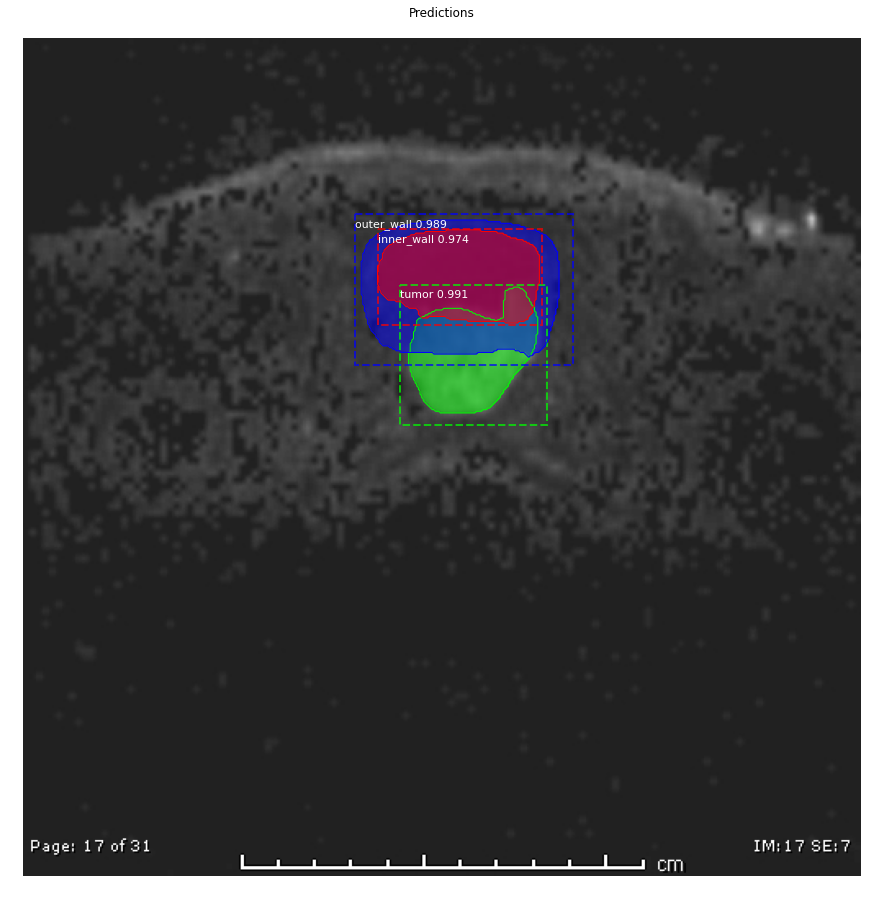 Predictions
outer_wall 0.989
inner_wall 0.974
tumor 0.991
Page: 17 of 31
IM:17 SE:7
cm